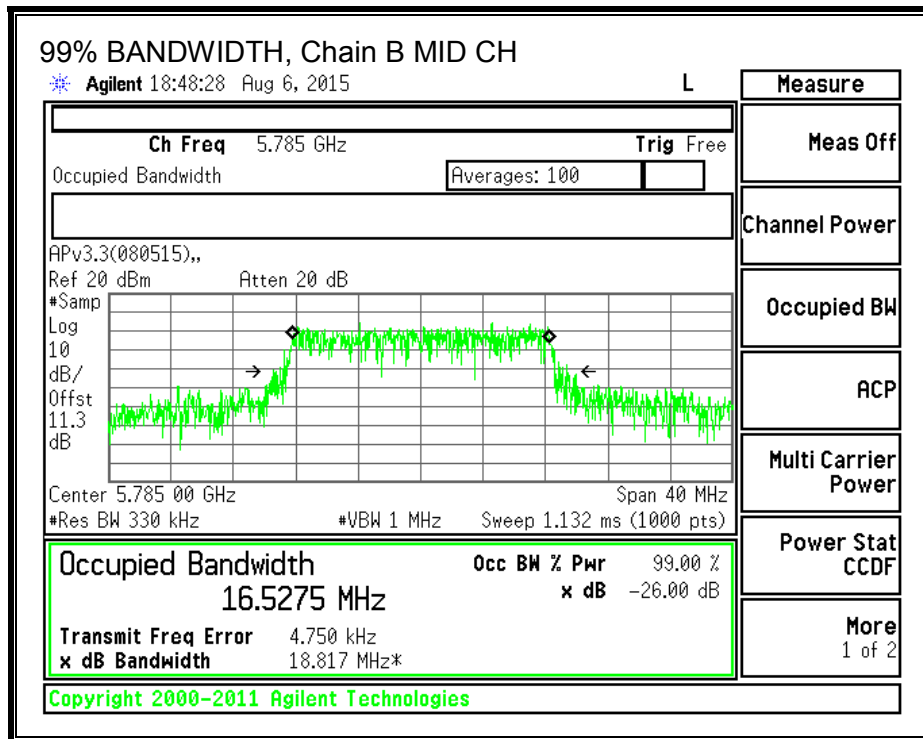 99% BANDWIDTH, Chain B MID CH
Agilent 18:48:28 Aug 6, 2015 L
Ch Freq 5.785 GHz Trig Free
Occupied Bandwidth Averages: 100
APv3.3(080515),,
Ref 20 dBm Atten 20 dB
#Samp
Log
10
dB/
Offst
11.3
dB
Center 5.785 00 GHz Span 40 MHz
#Res BW 330 kHz #VBW 1 MHz Sweep 1.132 ms (1000 pts)
Occupied Bandwidth
16.5275 MHz
Occ BW % Pwr 99.00 %
x dB -26.00 dB
Transmit Freq Error 4.750 kHz
x dB Bandwidth 18.817 MHz*
Copyright 2000-2011 Agilent Technologies
Measure
Meas Off
Channel Power
Occupied BW
ACP
Multi Carrier
Power
Power Stat
CCDF
More
1 of 2